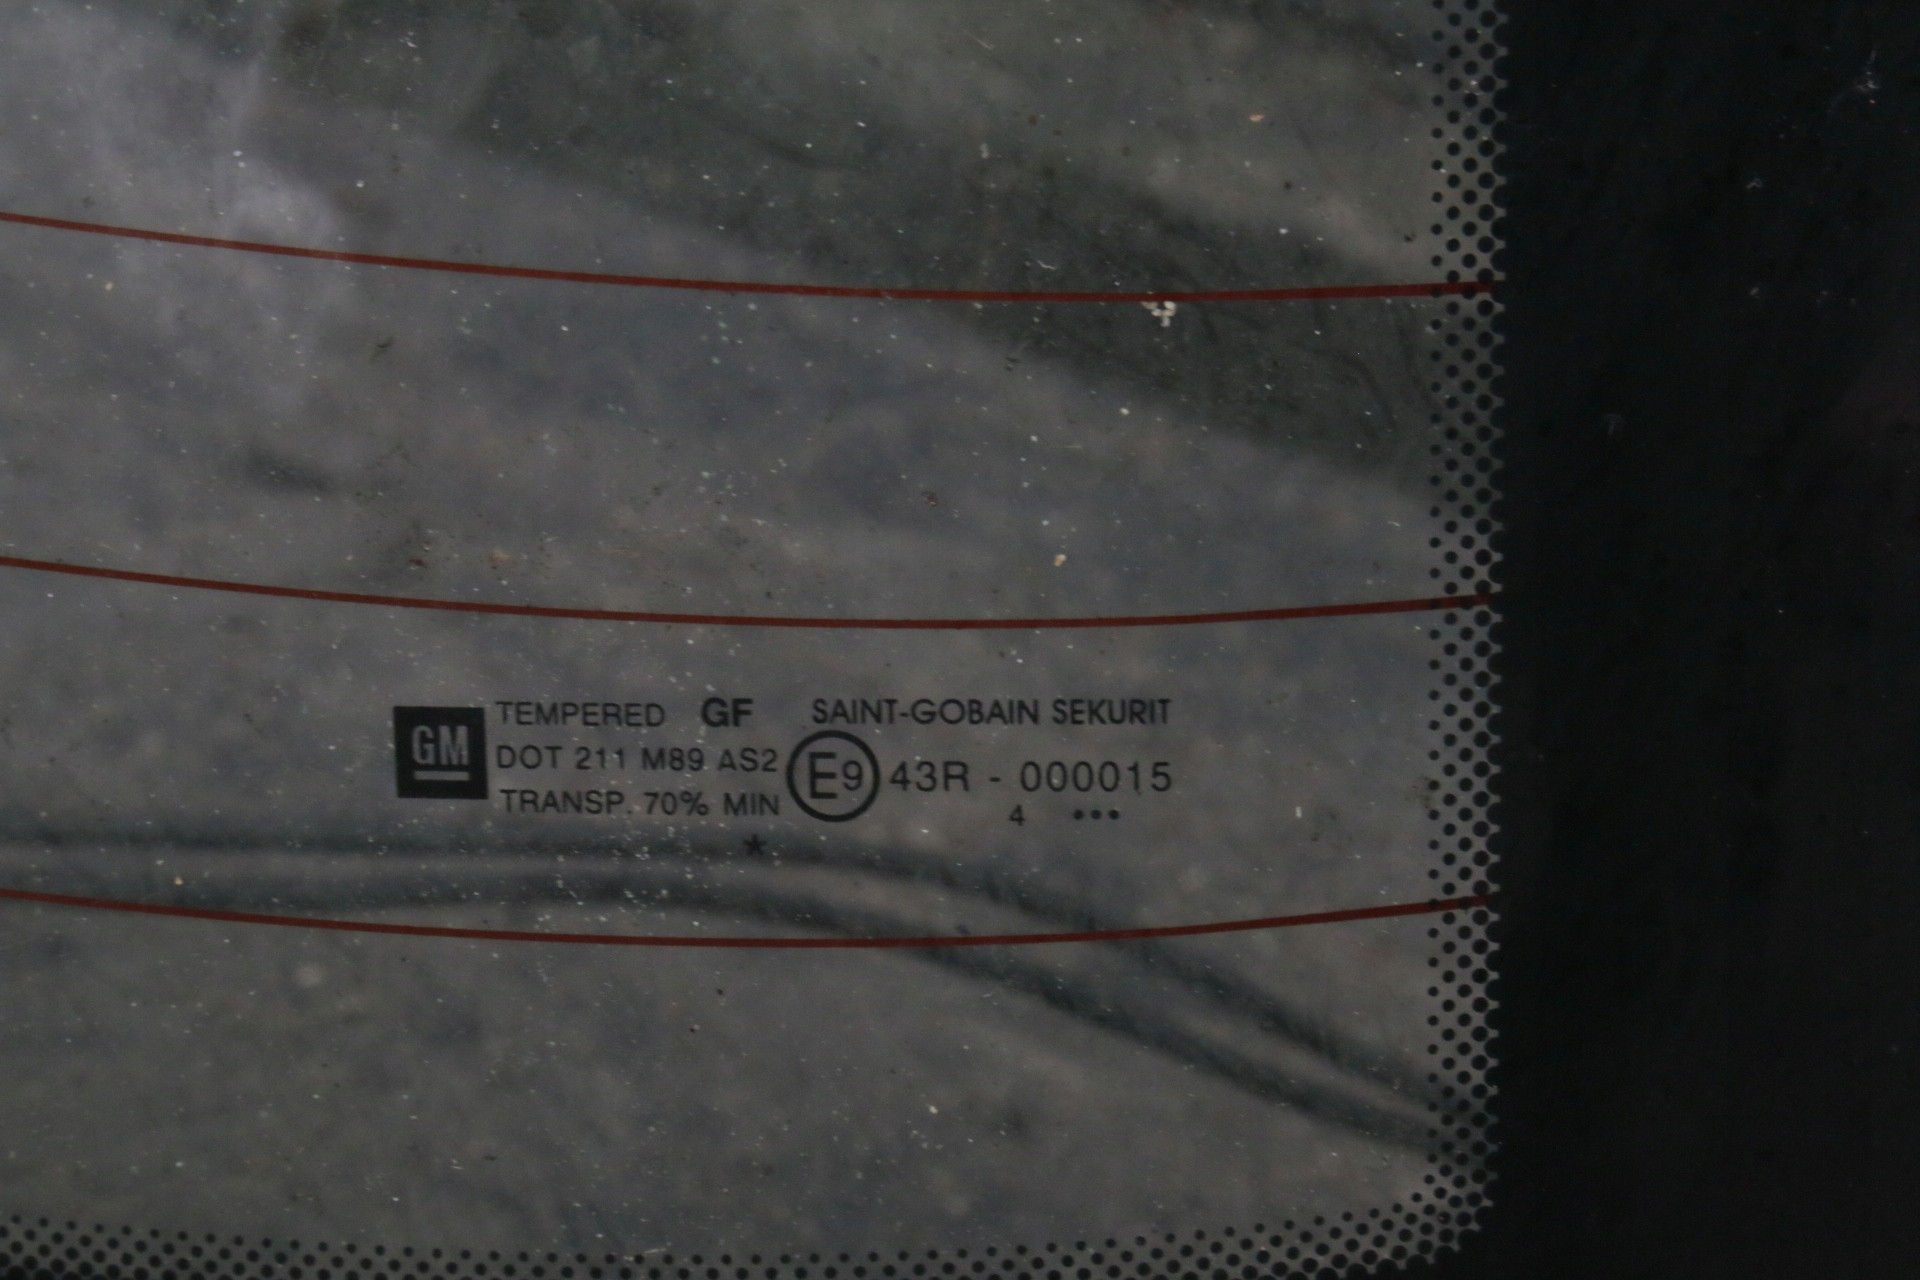 GM
TEMPERED GF SAINT-GOBAIN SEKURIT
DOT 211 M89 AS2 E9 43R - 000015
TRANSP. 70% MIN 4 •••
*